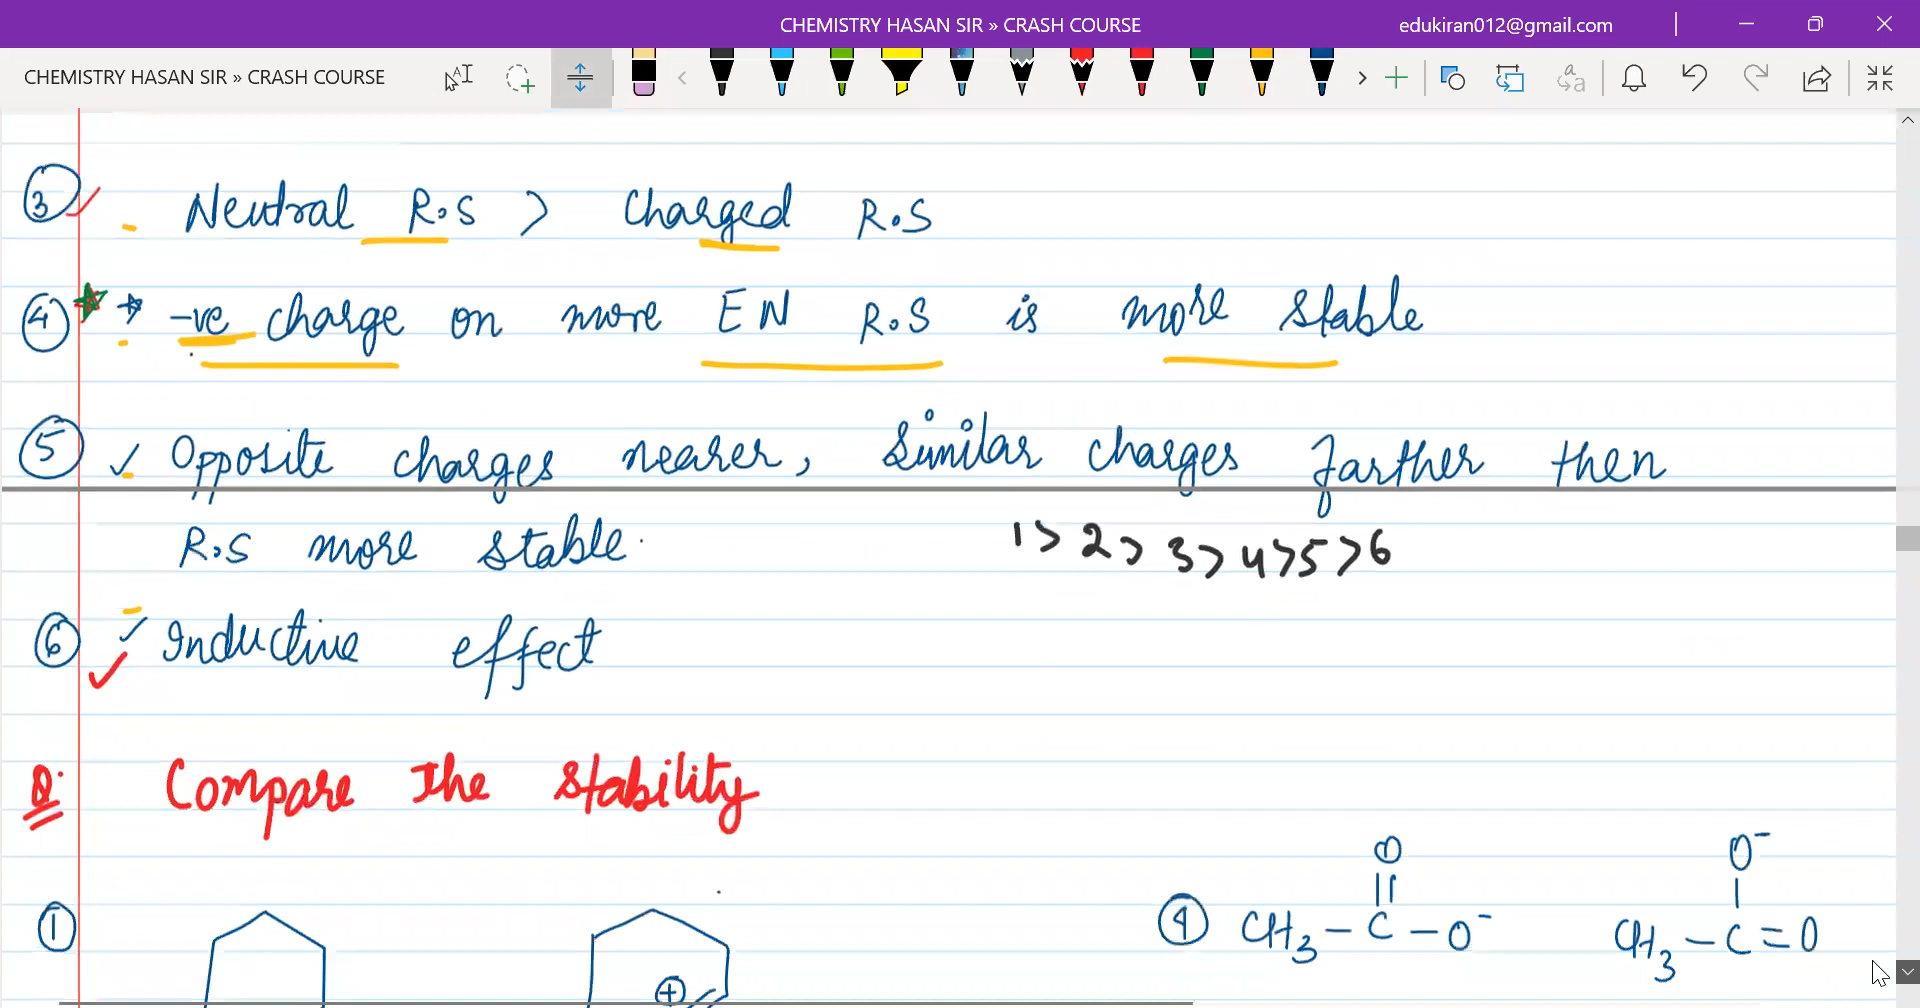 CHEMISTRY HASAN SIR » CRASH COURSE
edukiran012@gmail.com
CHEMISTRY HASAN SIR » CRASH COURSE
③ Neutral R.S > Charged R.S
④ -ve charge on more EN R.S is more stable
⑤ Opposite charges nearer, Similar charges farther then
R.S more stable.
1 > 2 > 3 > 4 > 5 > 6
⑥ Inductive effect
Q. Compare the Stability
①
④ CH3 – C – O⁻
O
CH3 – C = O
O⁻